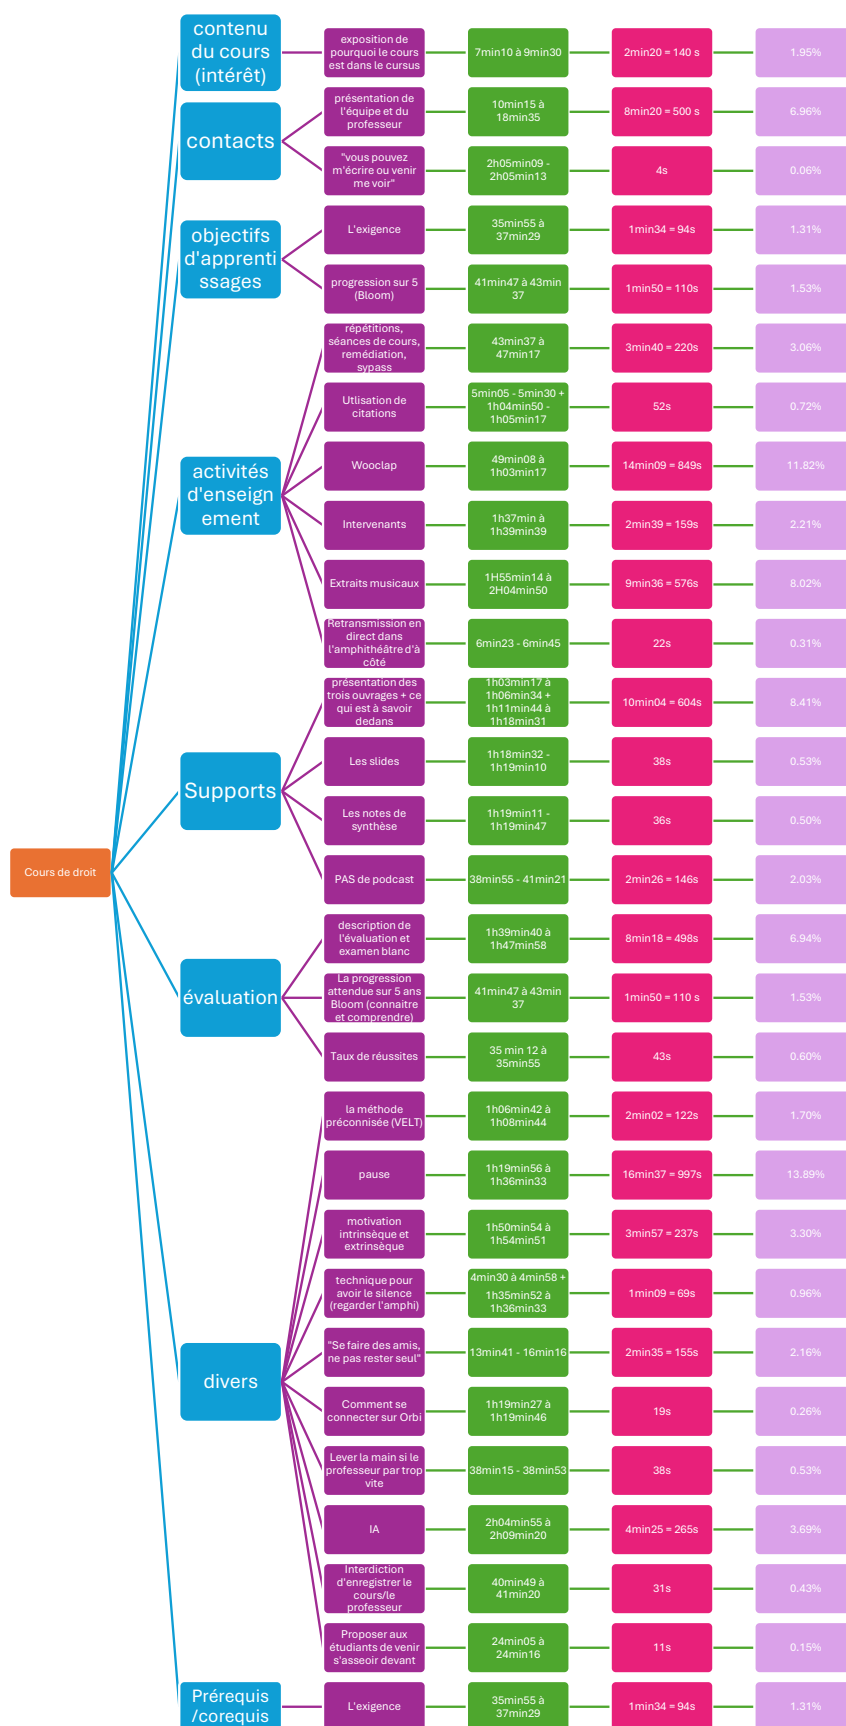 contenu
du cours
(intérêt)
exposition de
pourquoi le cours
est dans le cursus
7min10 à 9min30
2min20 = 140 s
1.95%
contacts
présentation de
l'équipe et du
professeur
10min15 à
18min35
8min20 = 500 s
6.96%
"vous pouvez
m'écrire ou venir
me voir"
2h05min09 -
2h05min13
4s
0.06%
objectifs
d'apprenti
ssages
L'exigence
35min55 à
37min29
1min34 = 94s
1.31%
progression sur 5
(Bloom)
41min47 à 43min
37
1min50 = 110s
1.53%
activités
d'enseign
ement
répétitions,
séances de cours,
remédiation,
sypass
43min37 à
47min17
3min40 = 220s
3.06%
Utlisation de
citations
5min05 - 5min30 +
1h04min50 -
1h05min17
52s
0.72%
Wooclap
49min08 à
1h03min17
14min09 = 849s
11.82%
Intervenants
1h37min à
1h39min39
2min39 = 159s
2.21%
Extraits musicaux
1H55min14 à
2H04min50
9min36 = 576s
8.02%
Retransmission en
direct dans
l'amphithéâtre d'à
côté
6min23 - 6min45
22s
0.31%
Supports
présentation des
trois ouvrages + ce
qui est à savoir
dedans
1h03min17 à
1h06min34 +
1h11min44 à
1h18min31
10min04 = 604s
8.41%
Les slides
1h18min32 -
1h19min10
38s
0.53%
Les notes de
synthèse
1h19min11 -
1h19min47
36s
0.50%
PAS de podcast
38min55 - 41min21
2min26 = 146s
2.03%
Cours de droit
évaluation
description de
l'évaluation et
examen blanc
1h39min40 à
1h47min58
8min18 = 498s
6.94%
La progression
attendue sur 5 ans
Bloom (connaitre
et comprendre)
41min47 à 43min
37
1min50 = 110 s
1.53%
Taux de réussites
35 min 12 à
35min55
43s
0.60%
divers
la méthode
préconnisée (VELT)
1h06min42 à
1h08min44
2min02 = 122s
1.70%
pause
1h19min56 à
1h36min33
16min37 = 997s
13.89%
motivation
intrinsèque et
extrinsèque
1h50min54 à
1h54min51
3min57 = 237s
3.30%
technique pour
avoir le silence
(regarder l'amphi)
4min30 à 4min58 +
1h35min52 à
1h36min33
1min09 = 69s
0.96%
"Se faire des amis,
ne pas rester seul"
13min41 - 16min16
2min35 = 155s
2.16%
Comment se
connecter sur Orbi
1h19min27 à
1h19min46
19s
0.26%
Lever la main si le
professeur par trop
vite
38min15 - 38min53
38s
0.53%
IA
2h04min55 à
2h09min20
4min25 = 265s
3.69%
Interdiction
d'enregistrer le
cours/le
professeur
40min49 à
41min20
31s
0.43%
Proposer aux
étudiants de venir
s'asseoir devant
24min05 à
24min16
11s
0.15%
Prérequis
/corequis
L'exigence
35min55 à
37min29
1min34 = 94s
1.31%